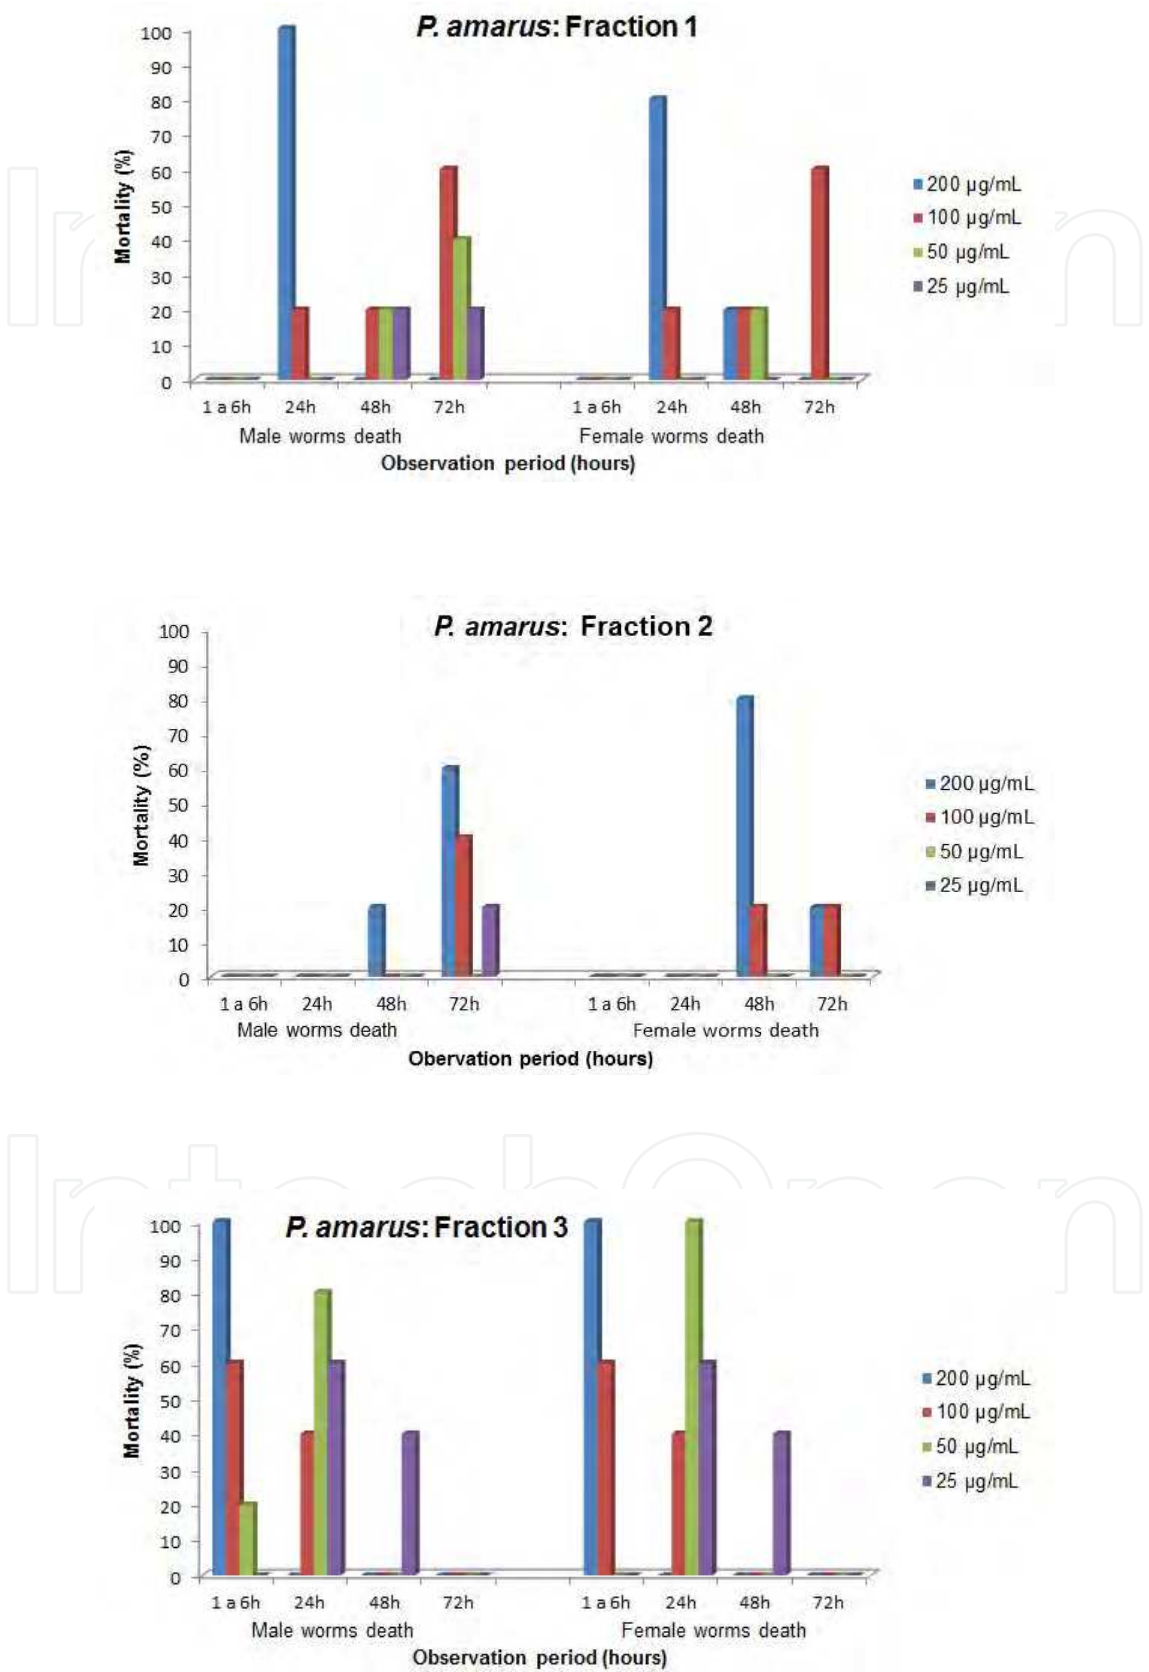 P. amarus: Fraction 1
100
90
80
70
60
50
40
30
20
10
0
Mortality (%)
200 µg/mL
100 µg/mL
50 µg/mL
25 µg/mL
1 a 6h 24h 48h 72h 1 a 6h 24h 48h 72h
Male worms death Female worms death
Observation period (hours)
P. amarus: Fraction 2
100
90
80
70
60
50
40
30
20
10
0
Mortality (%)
200 µg/mL
100 µg/mL
50 µg/mL
25 µg/mL
1 a 6h 24h 48h 72h 1 a 6h 24h 48h 72h
Male worms death Female worms death
Obervation period (hours)
IntechOpen
P. amarus: Fraction 3
100
90
80
70
60
50
40
30
20
10
0
Mortality (%)
200 µg/mL
100 µg/mL
50 µg/mL
25 µg/mL
1 a 6h 24h 48h 72h 1 a 6h 24h 48h 72h
Male worms death Female worms death
Observation period (hours)